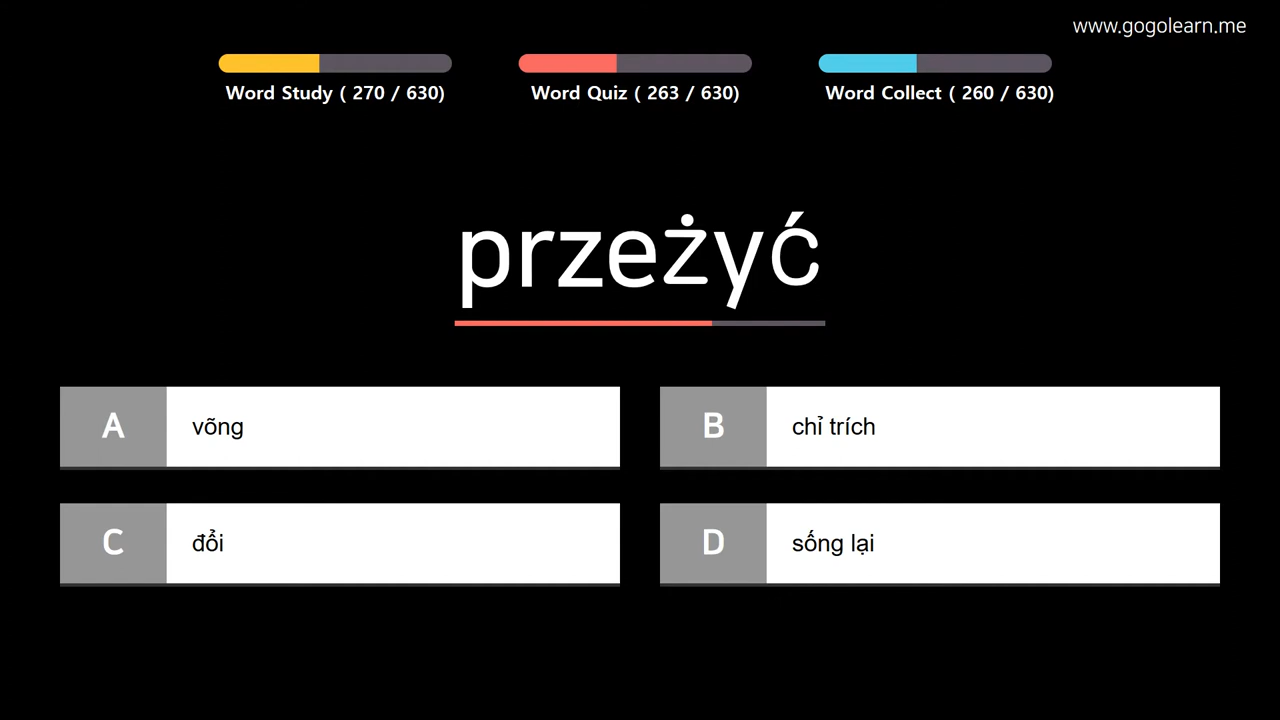 www.gogolearn.me
Word Study ( 270 / 630)
Word Quiz ( 263 / 630)
Word Collect ( 260 / 630)
przeżyć
A võng
B chỉ trích
C đổi
D sống lại